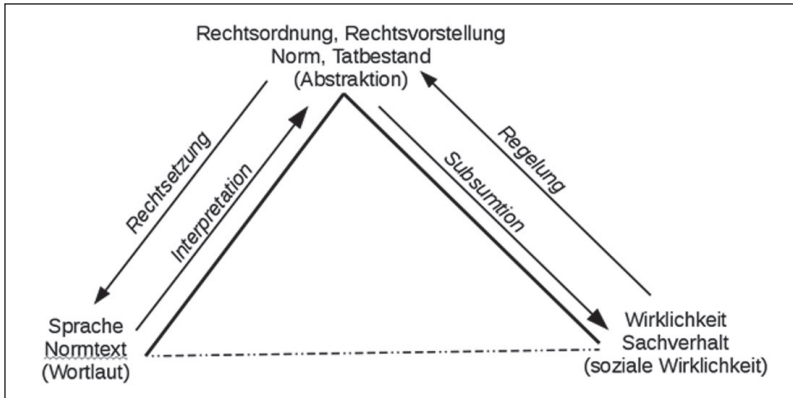 Rechtsordnung, Rechtsvorstellung
Norm, Tatbestand
(Abstraktion)
Rechtsetzung
Interpretation
Subsumtion
Regelung
Sprache
Normtext
(Wortlaut)
Wirklichkeit
Sachverhalt
(soziale Wirklichkeit)